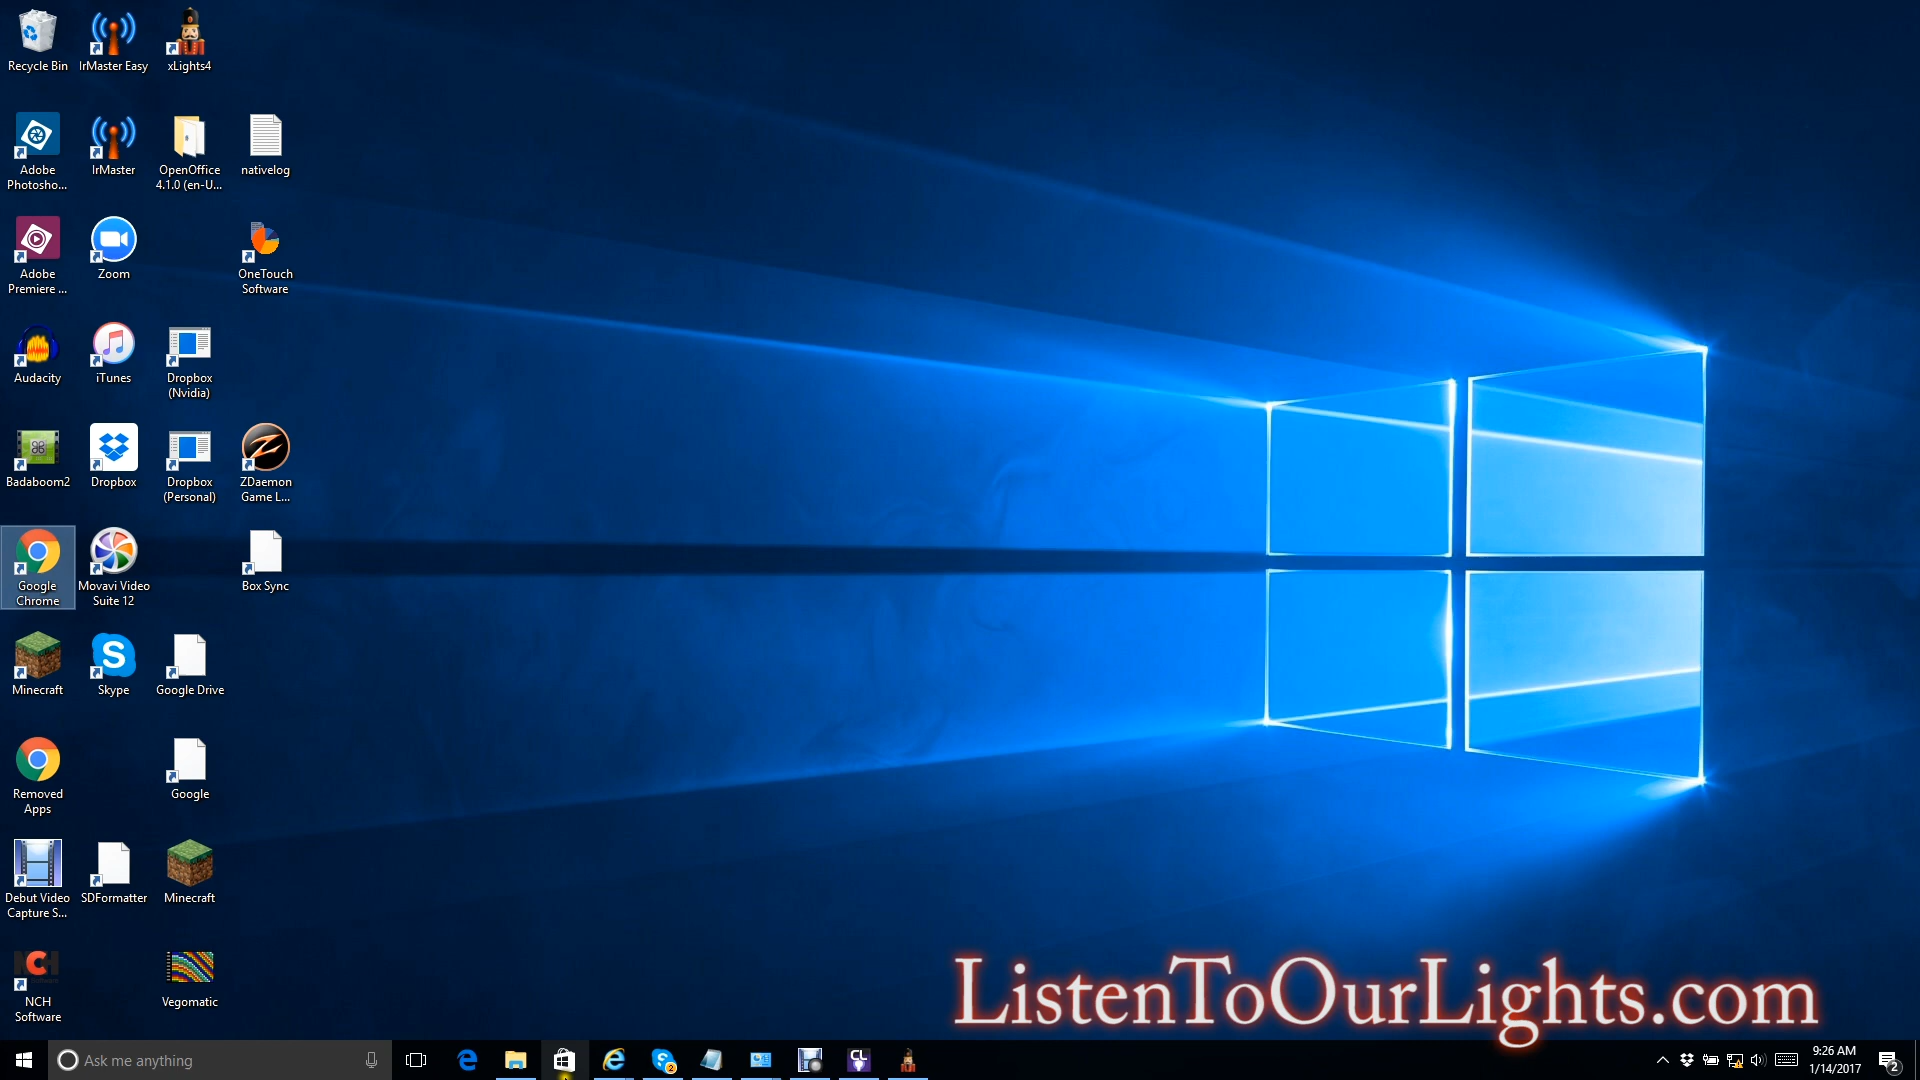 Recycle Bin
IrMaster Easy
xLights4
Adobe
Photosho...
IrMaster
OpenOffice
4.1.0 (en-U...
nativelog
Adobe
Premiere ...
Zoom
OneTouch
Software
Audacity
iTunes
Dropbox
(Nvidia)
Badaboom2
Dropbox
Dropbox
(Personal)
ZDaemon
Game L...
Google
Chrome
Movavi Video
Suite 12
Box Sync
Minecraft
Skype
Google Drive
Removed
Apps
Google
Debut Video
Capture S...
SDFormatter
Minecraft
NCH
Software
Vegomatic
ListenToOurLights.com
Ask me anything
2
CL
9:26 AM
1/14/2017
2